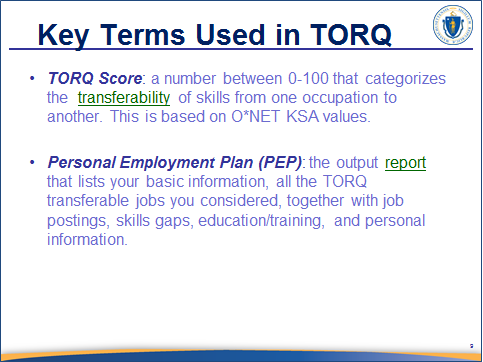 Key Terms Used in TORQ
• TORQ Score: a number between 0-100 that categorizes
the transferability of skills from one occupation to
another. This is based on O*NET KSA values.
• Personal Employment Plan (PEP): the output report
that lists your basic information, all the TORQ
transferable jobs you considered, together with job
postings, skills gaps, education/training, and personal
information.
9